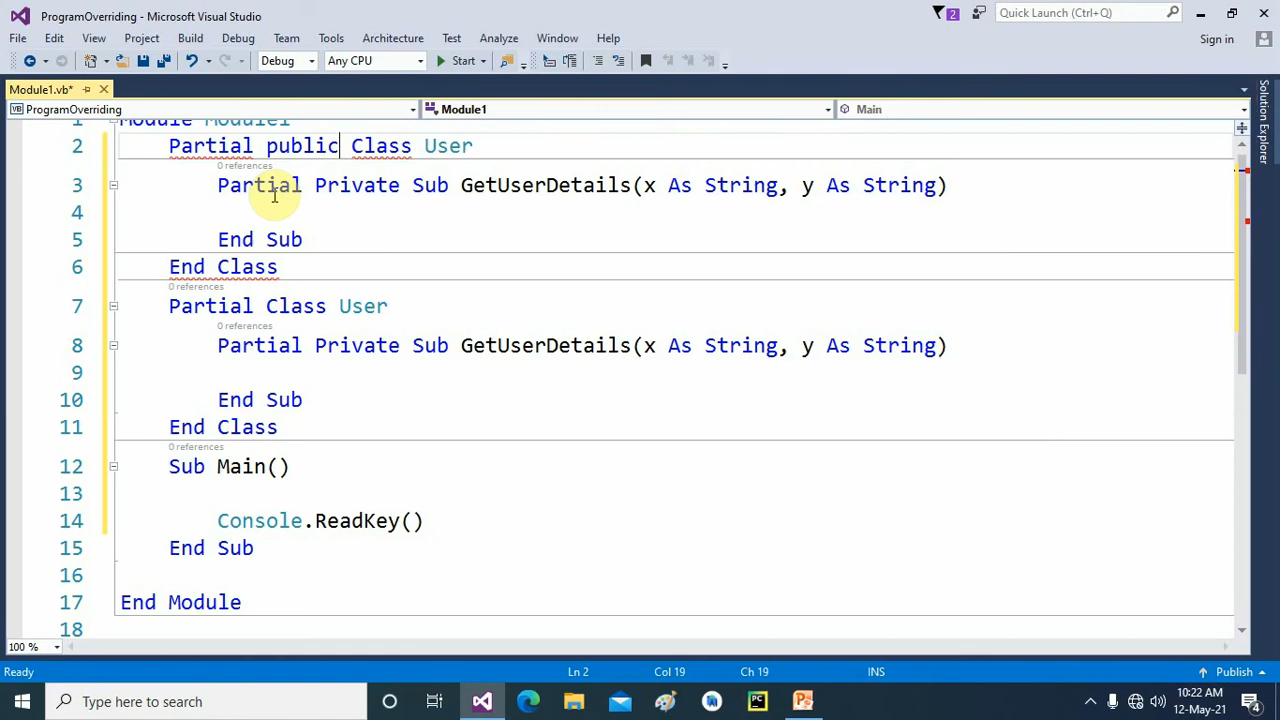 ProgramOverriding - Microsoft Visual Studio
2
Quick Launch (Ctrl+Q)
File Edit View Project Build Debug Team Tools Architecture Test Analyze Window Help
Sign in
Debug Any CPU Start
Module1.vb*
ProgramOverriding Module1 Main
Solution Explorer
1 Module Module1
2 Partial public Class User
0 references
3 Partial Private Sub GetUserDetails(x As String, y As String)
4
5 End Sub
6 End Class
0 references
7 Partial Class User
0 references
8 Partial Private Sub GetUserDetails(x As String, y As String)
9
10 End Sub
11 End Class
0 references
12 Sub Main()
13
14 Console.ReadKey()
15 End Sub
16
17 End Module
18
100 %
Ready Ln 2 Col 19 Ch 19 INS Publish
Type here to search
PC
10:22 AM
12-May-21
4